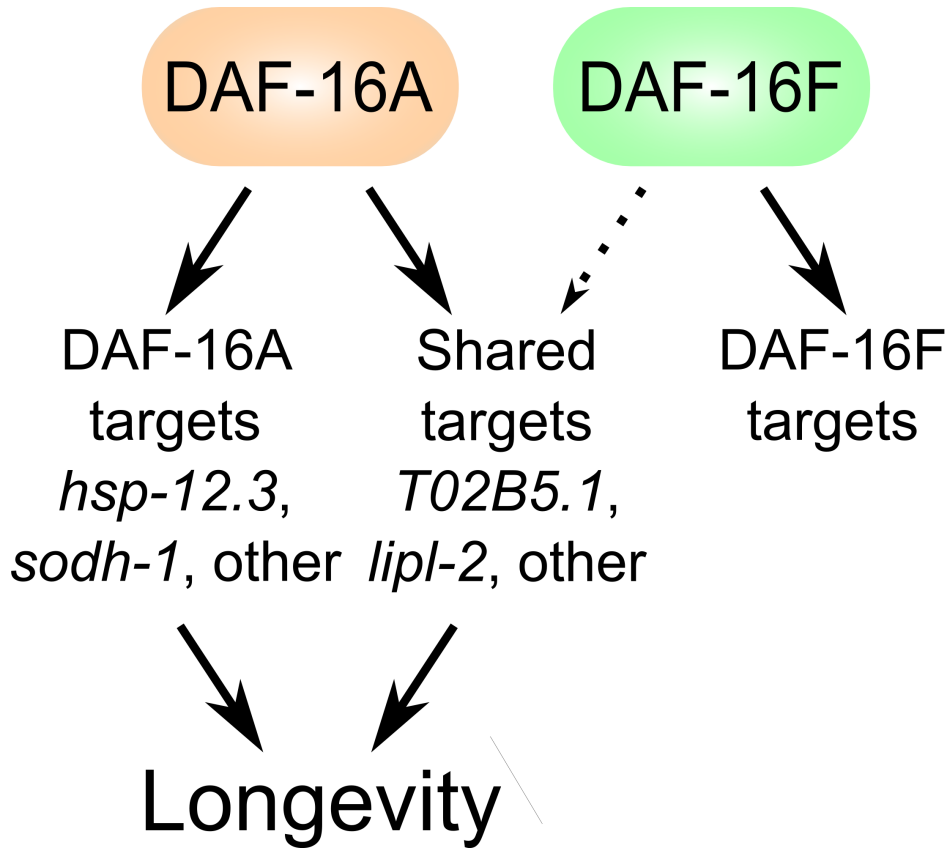 DAF-16A
DAF-16F
DAF-16A
targets
hsp-12.3,
sodh-1, other
Shared
targets
T02B5.1,
lipl-2, other
DAF-16F
targets
Longevity